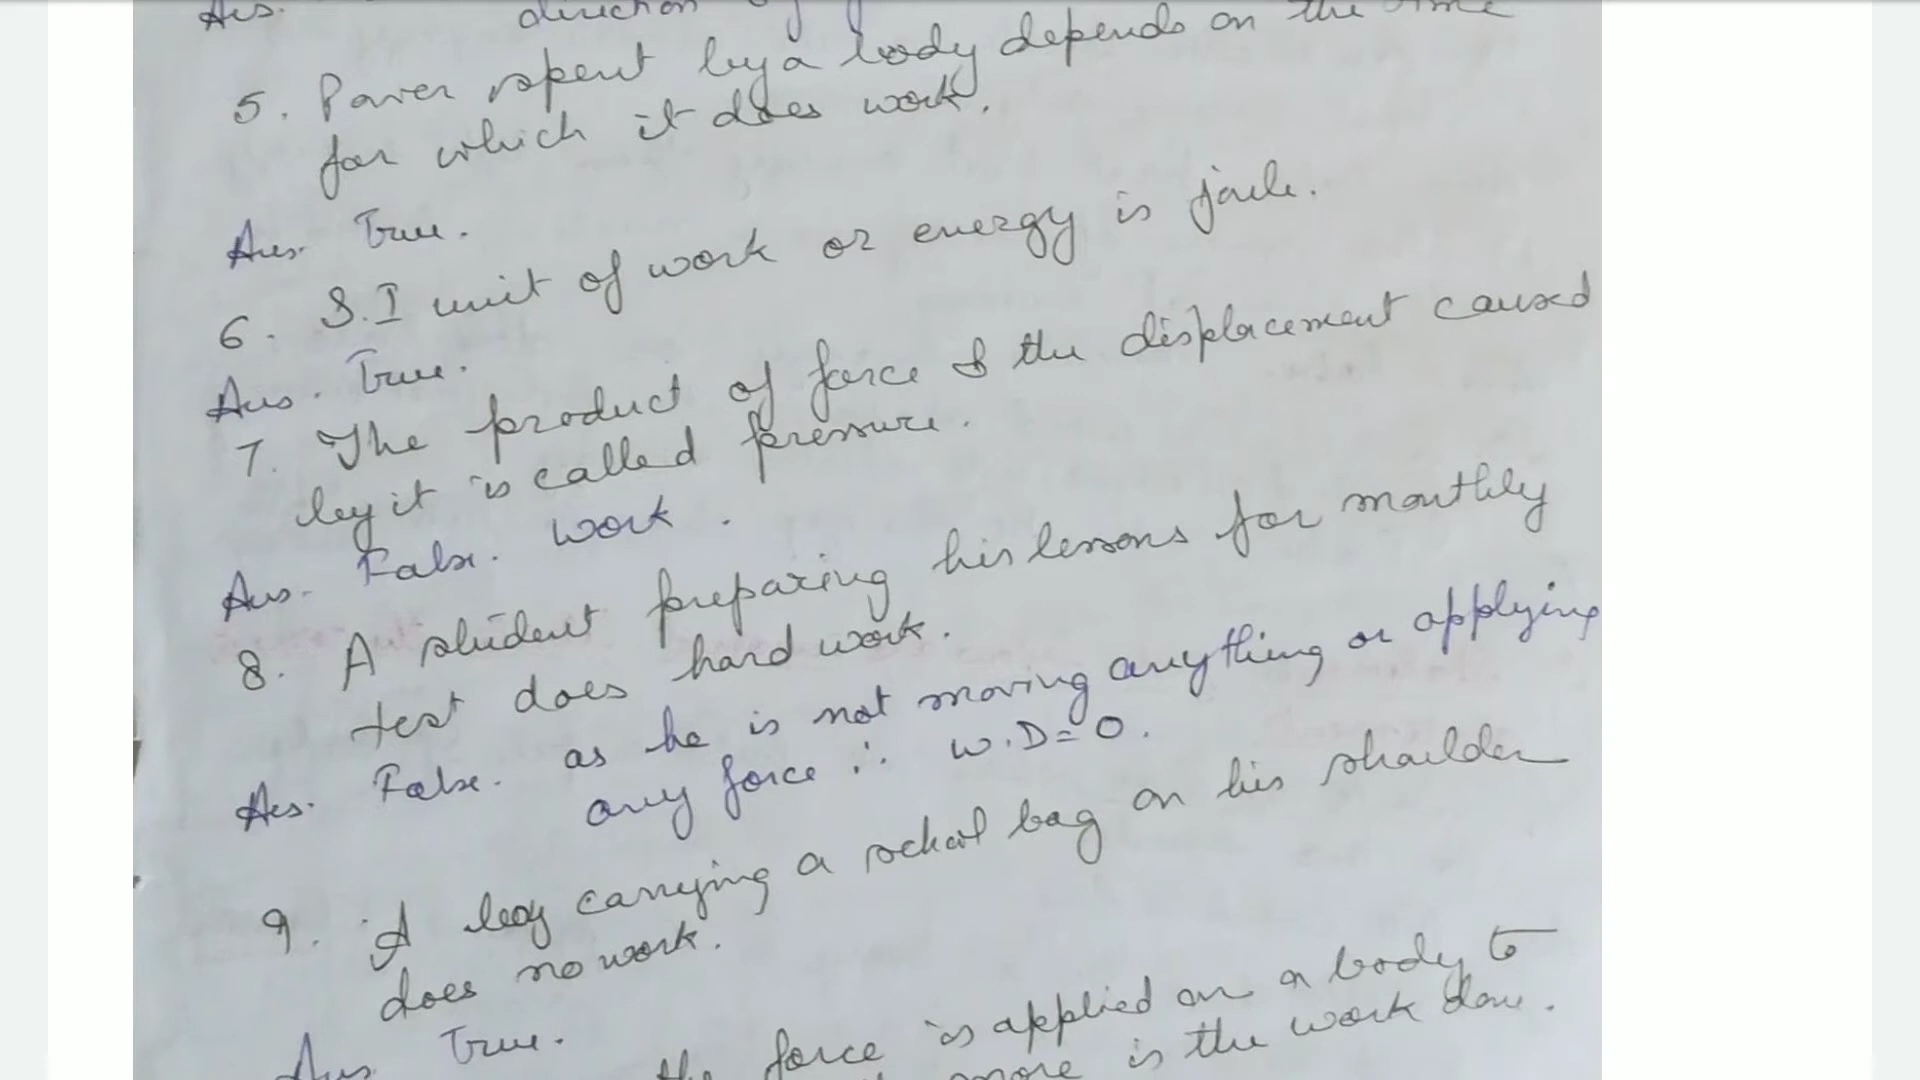 Ans. direction
5. Power spent by a body depends on the time
for which it does work.
Ans. True.
6. S.I unit of work or energy is joule.
Ans. True.
7. The product of force & the displacement caused
by it is called pressure.
Ans. False. work.
8. A student preparing his lessons for monthly
test does hard work.
Ans. False. as he is not moving anything or applying
any force ∴ W.D=0.
9. A boy carrying a school bag on his shoulder
does no work.
Ans True.
the force is applied on a body to
more is the work done.